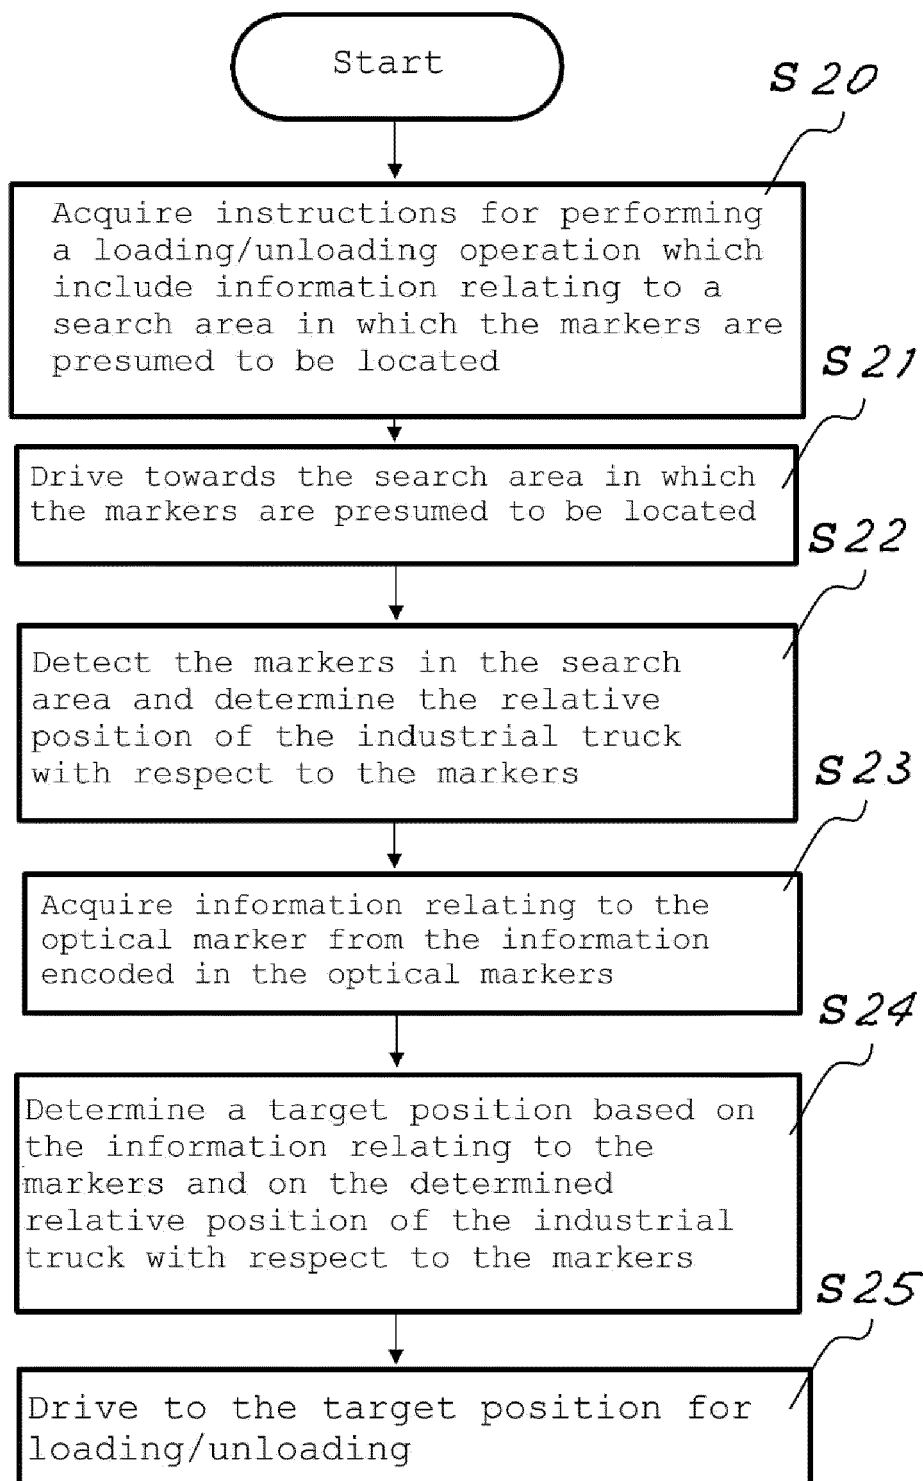 Start
S20
Acquire instructions for performing
a loading/unloading operation which
include information relating to a
search area in which the markers are
presumed to be located
S21
Drive towards the search area in which
the markers are presumed to be located
S22
Detect the markers in the search
area and determine the relative
position of the industrial truck
with respect to the markers
S23
Acquire information relating to the
optical marker from the information
encoded in the optical markers
S24
Determine a target position based on
the information relating to the
markers and on the determined
relative position of the industrial
truck with respect to the markers
S25
Drive to the target position for
loading/unloading